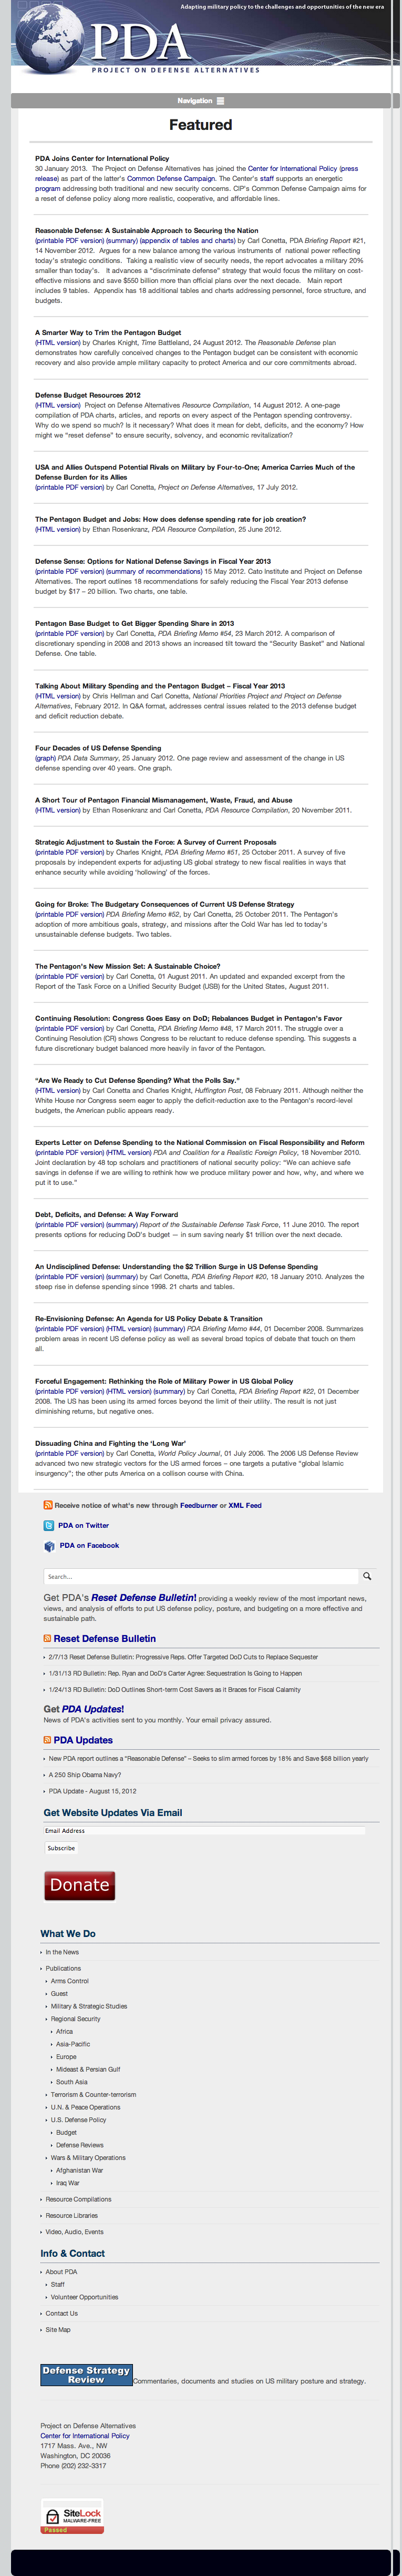 Adapting military policy to the challenges and opportunities of the new era
PDA
PROJECT ON DEFENSE ALTERNATIVES
Navigation
Featured
PDA Joins Center for International Policy
30 January 2013.  The Project on Defense Alternatives has joined the Center for International Policy (press
release) as part of the latter's Common Defense Campaign. The Center's staff supports an energetic
program addressing both traditional and new security concerns. CIP's Common Defense Campaign aims for
a reset of defense policy along more realistic, cooperative, and affordable lines.
Reasonable Defense: A Sustainable Approach to Securing the Nation
(printable PDF version) (summary) (appendix of tables and charts) by Carl Conetta, PDA Briefing Report #21,
14 November 2012.  Argues for a new balance among the various instruments of  national power reflecting
today's strategic conditions.  Taking a realistic view of security needs, the report advocates a military 20%
smaller than today's.   It advances a "discriminate defense" strategy that would focus the military on cost-
effective missions and save $550 billion more than official plans over the next decade.   Main report
includes 9 tables.  Appendix has 18 additional tables and charts addressing personnel, force structure, and
budgets.
A Smarter Way to Trim the Pentagon Budget
(HTML version) by Charles Knight, Time Battleland, 24 August 2012. The Reasonable Defense plan
demonstrates how carefully conceived changes to the Pentagon budget can be consistent with economic
recovery and also provide ample military capacity to protect America and our core commitments abroad.
Defense Budget Resources 2012
(HTML version)  Project on Defense Alternatives Resource Compilation, 14 August 2012. A one-page
compilation of PDA charts, articles, and reports on every aspect of the Pentagon spending controversy.
Why do we spend so much? Is it necessary? What does it mean for debt, deficits, and the economy? How
might we "reset defense" to ensure security, solvency, and economic revitalization?
USA and Allies Outspend Potential Rivals on Military by Four-to-One; America Carries Much of the
Defense Burden for its Allies
(printable PDF version) by Carl Conetta, Project on Defense Alternatives, 17 July 2012.
The Pentagon Budget and Jobs: How does defense spending rate for job creation?
(HTML version) by Ethan Rosenkranz, PDA Resource Compilation, 25 June 2012.
Defense Sense: Options for National Defense Savings in Fiscal Year 2013
(printable PDF version) (summary of recommendations) 15 May 2012. Cato Institute and Project on Defense
Alternatives. The report outlines 18 recommendations for safely reducing the Fiscal Year 2013 defense
budget by $17 – 20 billion. Two charts, one table.
Pentagon Base Budget to Get Bigger Spending Share in 2013
(printable PDF version) by Carl Conetta, PDA Briefing Memo #54, 23 March 2012. A comparison of
discretionary spending in 2008 and 2013 shows an increased tilt toward the "Security Basket" and National
Defense. One table.
Talking About Military Spending and the Pentagon Budget – Fiscal Year 2013
(HTML version) by Chris Hellman and Carl Conetta, National Priorities Project and Project on Defense
Alternatives, February 2012. In Q&A format, addresses central issues related to the 2013 defense budget
and deficit reduction debate.
Four Decades of US Defense Spending
(graph) PDA Data Summary, 25 January 2012. One page review and assessment of the change in US
defense spending over 40 years. One graph.
A Short Tour of Pentagon Financial Mismanagement, Waste, Fraud, and Abuse
(HTML version) by Ethan Rosenkranz and Carl Conetta, PDA Resource Compilation, 20 November 2011.
Strategic Adjustment to Sustain the Force: A Survey of Current Proposals
(printable PDF version) by Charles Knight, PDA Briefing Memo #51, 25 October 2011. A survey of five
proposals by independent experts for adjusting US global strategy to new fiscal realities in ways that
enhance security while avoiding 'hollowing' of the forces.
Going for Broke: The Budgetary Consequences of Current US Defense Strategy
(printable PDF version) PDA Briefing Memo #52, by Carl Conetta, 25 October 2011. The Pentagon's
adoption of more ambitious goals, strategy, and missions after the Cold War has led to today's
unsustainable defense budgets. Two tables.
The Pentagon's New Mission Set: A Sustainable Choice?
(printable PDF version) by Carl Conetta, 01 August 2011. An updated and expanded excerpt from the
Report of the Task Force on a Unified Security Budget (USB) for the United States, August 2011.
Continuing Resolution: Congress Goes Easy on DoD; Rebalances Budget in Pentagon's Favor
(printable PDF version) by Carl Conetta, PDA Briefing Memo #48, 17 March 2011. The struggle over a
Continuing Resolution (CR) shows Congress to be reluctant to reduce defense spending. This suggests a
future discretionary budget balanced more heavily in favor of the Pentagon.
"Are We Ready to Cut Defense Spending? What the Polls Say."
(HTML version) by Carl Conetta and Charles Knight, Huffington Post, 08 February 2011. Although neither the
White House nor Congress seem eager to apply the deficit-reduction axe to the Pentagon's record-level
budgets, the American public appears ready.
Experts Letter on Defense Spending to the National Commission on Fiscal Responsibility and Reform
(printable PDF version) (HTML version) PDA and Coalition for a Realistic Foreign Policy, 18 November 2010.
Joint declaration by 48 top scholars and practitioners of national security policy: "We can achieve safe
savings in defense if we are willing to rethink how we produce military power and how, why, and where we
put it to use."
Debt, Deficits, and Defense: A Way Forward
(printable PDF version) (summary) Report of the Sustainable Defense Task Force, 11 June 2010. The report
presents options for reducing DoD's budget — in sum saving nearly $1 trillion over the next decade.
An Undisciplined Defense: Understanding the $2 Trillion Surge in US Defense Spending
(printable PDF version) (summary) by Carl Conetta, PDA Briefing Report #20, 18 January 2010. Analyzes the
steep rise in defense spending since 1998. 21 charts and tables.
Re-Envisioning Defense: An Agenda for US Policy Debate & Transition
(printable PDF version) (HTML version) (summary) PDA Briefing Memo #44, 01 December 2008. Summarizes
problem areas in recent US defense policy as well as several broad topics of debate that touch on them
all.
Forceful Engagement: Rethinking the Role of Military Power in US Global Policy
(printable PDF version) (HTML version) (summary) by Carl Conetta, PDA Briefing Report #22, 01 December
2008. The US has been using its armed forces beyond the limit of their utility. The result is not just
diminishing returns, but negative ones.
Dissuading China and Fighting the 'Long War'
(printable PDF version) by Carl Conetta, World Policy Journal, 01 July 2006. The 2006 US Defense Review
advanced two new strategic vectors for the US armed forces – one targets a putative "global Islamic
insurgency"; the other puts America on a collison course with China.
Receive notice of what's new through Feedburner or XML Feed
PDA on Twitter
PDA on Facebook
Search...
Get PDA's Reset Defense Bulletin! providing a weekly review of the most important news,
views, and analysis of efforts to put US defense policy, posture, and budgeting on a more effective and
sustainable path.
Reset Defense Bulletin
2/7/13 Reset Defense Bulletin: Progressive Reps. Offer Targeted DoD Cuts to Replace Sequester
1/31/13 RD Bulletin: Rep. Ryan and DoD's Carter Agree: Sequestration Is Going to Happen
1/24/13 RD Bulletin: DoD Outlines Short-term Cost Savers as it Braces for Fiscal Calamity
Get PDA Updates!
News of PDA's activities sent to you monthly. Your email privacy assured.
PDA Updates
New PDA report outlines a "Reasonable Defense" – Seeks to slim armed forces by 18% and Save $68 billion yearly
A 250 Ship Obama Navy?
PDA Update - August 15, 2012
Get Website Updates Via Email
Email Address
Subscribe
Donate
What We Do
In the News
Publications
Arms Control
Guest
Military & Strategic Studies
Regional Security
Africa
Asia-Pacific
Europe
Mideast & Persian Gulf
South Asia
Terrorism & Counter-terrorism
U.N. & Peace Operations
U.S. Defense Policy
Budget
Defense Reviews
Wars & Military Operations
Afghanistan War
Iraq War
Resource Compilations
Resource Libraries
Video, Audio, Events
Info & Contact
About PDA
Staff
Volunteer Opportunities
Contact Us
Site Map
Defense Strategy
Review Commentaries, documents and studies on US military posture and strategy.
Project on Defense Alternatives
Center for International Policy
1717 Mass. Ave., NW
Washington, DC 20036
Phone (202) 232-3317
SiteLock
MALWARE-FREE
Passed